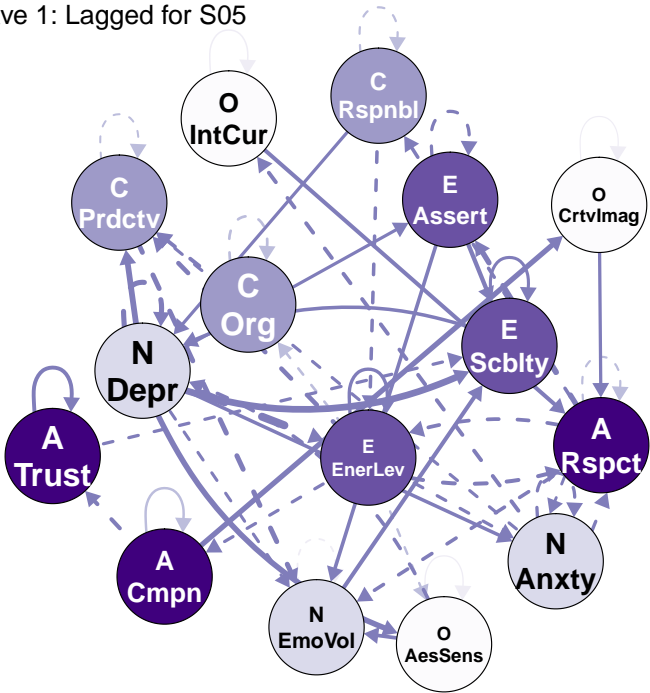 ve 1: Lagged for S05
C
Rspnbl
O
IntCur
E
Assert
O
CrtvImag
C
Prdctv
C
Org
E
Scblty
N
Depr
A
Trust
E
EnerLev
A
Rspct
A
Cmpn
N
Anxty
N
EmoVol
O
AesSens